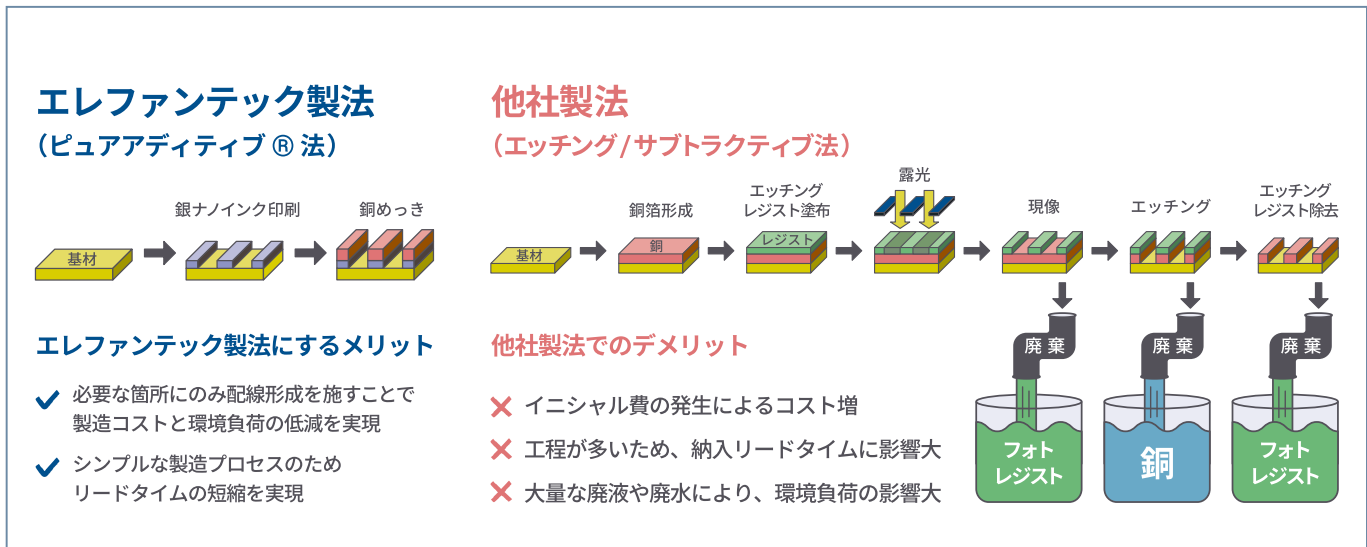 エレファンテック製法
（ピュアアディティブ ® 法）
銀ナノインク印刷
銅めっき
基材
エレファンテック製法にするメリット
必要な箇所にのみ配線形成を施すことで
製造コストと環境負荷の低減を実現
シンプルな製造プロセスのため
リードタイムの短縮を実現
他社製法
（エッチング/サブトラクティブ法）
基材
銅箔形成
銅
エッチング
レジスト塗布
レジスト
露光
現像
エッチング
エッチング
レジスト除去
他社製法でのデメリット
イニシャル費の発生によるコスト増
工程が多いため、納入リードタイムに影響大
大量な廃液や廃水により、環境負荷の影響大
廃棄
フォト
レジスト
廃棄
銅
廃棄
フォト
レジスト